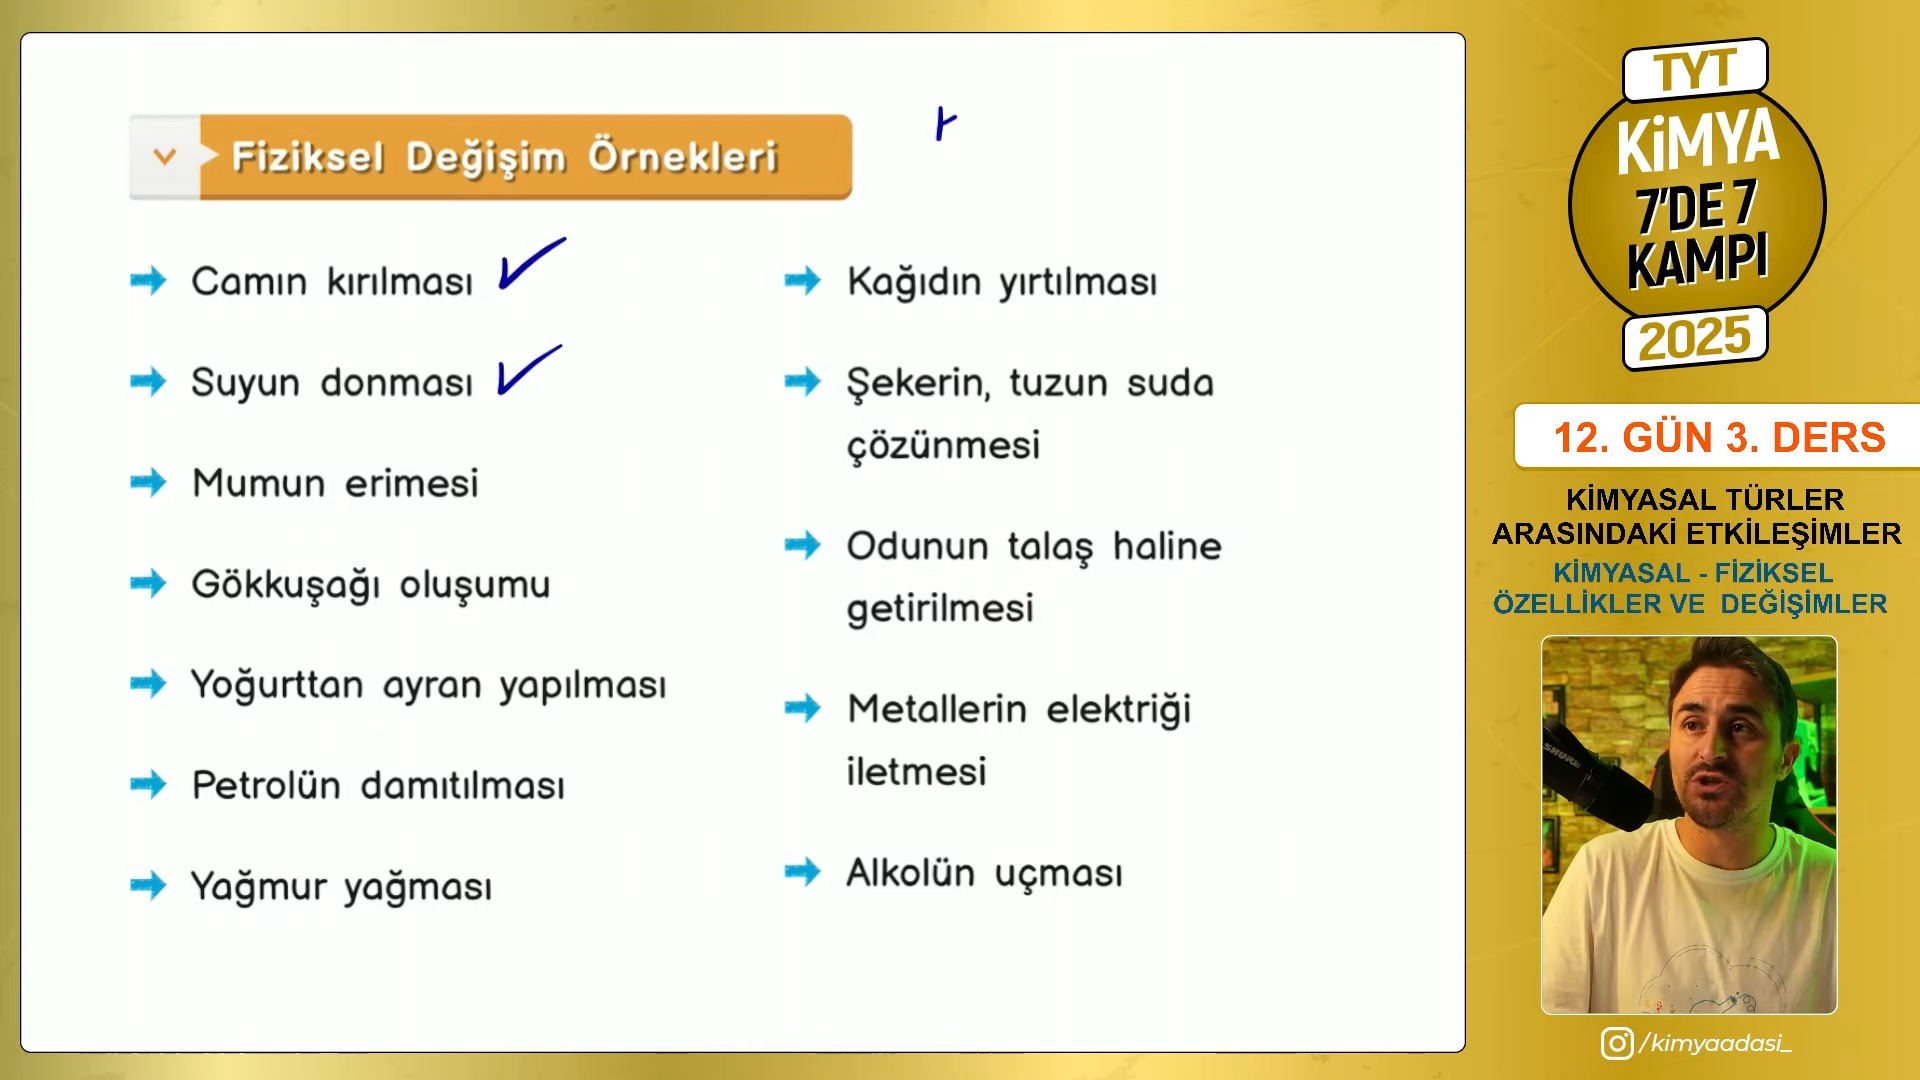 Fiziksel Değişim Örnekleri
Camın kırılması
Suyun donması
Mumun erimesi
Gökkuşağı oluşumu
Yoğurttan ayran yapılması
Petrolün damıtılması
Yağmur yağması
Kağıdın yırtılması
Şekerin, tuzun suda
çözünmesi
Odunun talaş haline
getirilmesi
Metallerin elektriği
iletmesi
Alkolün uçması
TYT
KiMYA
7'DE 7
KAMPI
2025
12. GÜN 3. DERS
KİMYASAL TÜRLER
ARASINDAKİ ETKİLEŞİMLER
KİMYASAL - FİZİKSEL
ÖZELLİKLER VE DEĞİŞİMLER
SHURE
/kimyaadasi_